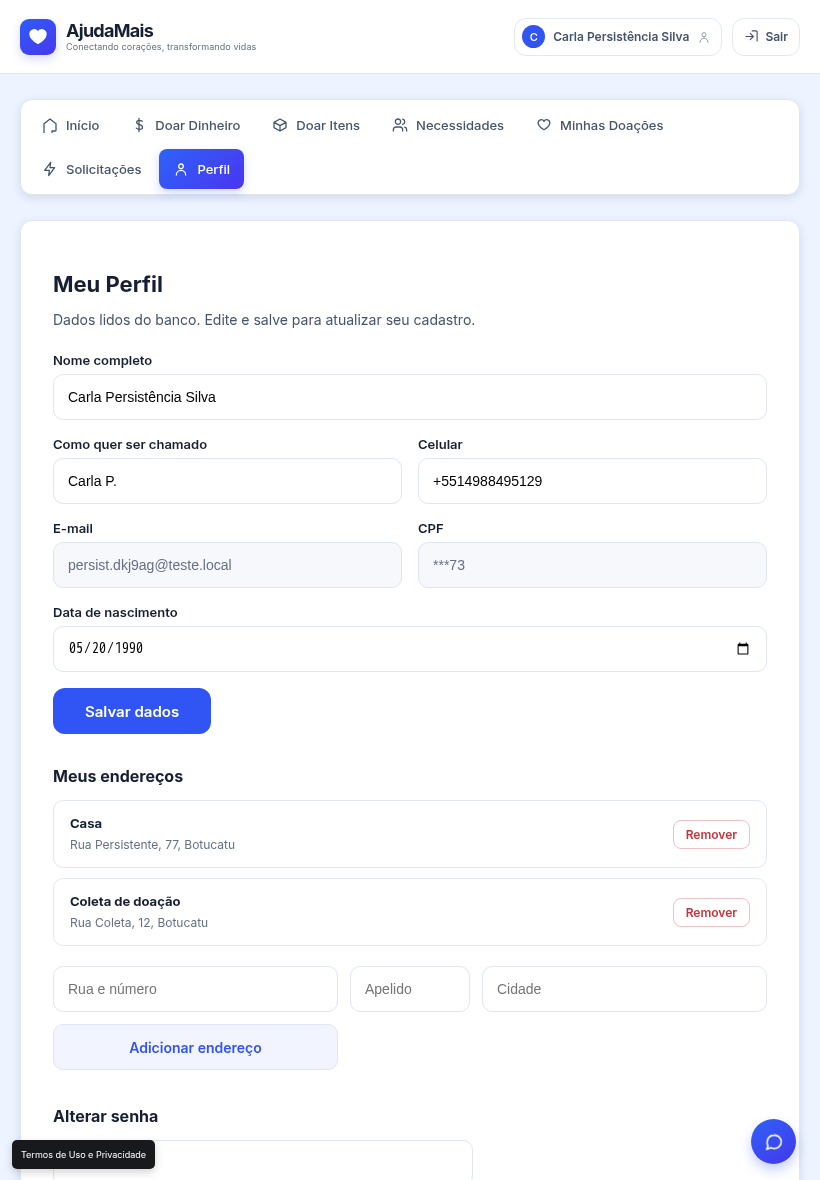 AjudaMais
Conectando corações, transformando vidas
C Carla Persistência Silva
Sair
Início
$ Doar Dinheiro
Doar Itens
Necessidades
Minhas Doações
Solicitações
Perfil
Meu Perfil
Dados lidos do banco. Edite e salve para atualizar seu cadastro.
Nome completo
Carla Persistência Silva
Como quer ser chamado
Celular
Carla P.
+5514988495129
E-mail
CPF
persist.dkj9ag@teste.local
***73
Data de nascimento
05/20/1990
Salvar dados
Meus endereços
Casa
Rua Persistente, 77, Botucatu
Remover
Coleta de doação
Rua Coleta, 12, Botucatu
Remover
Rua e número
Apelido
Cidade
Adicionar endereço
Alterar senha
Termos de Uso e Privacidade